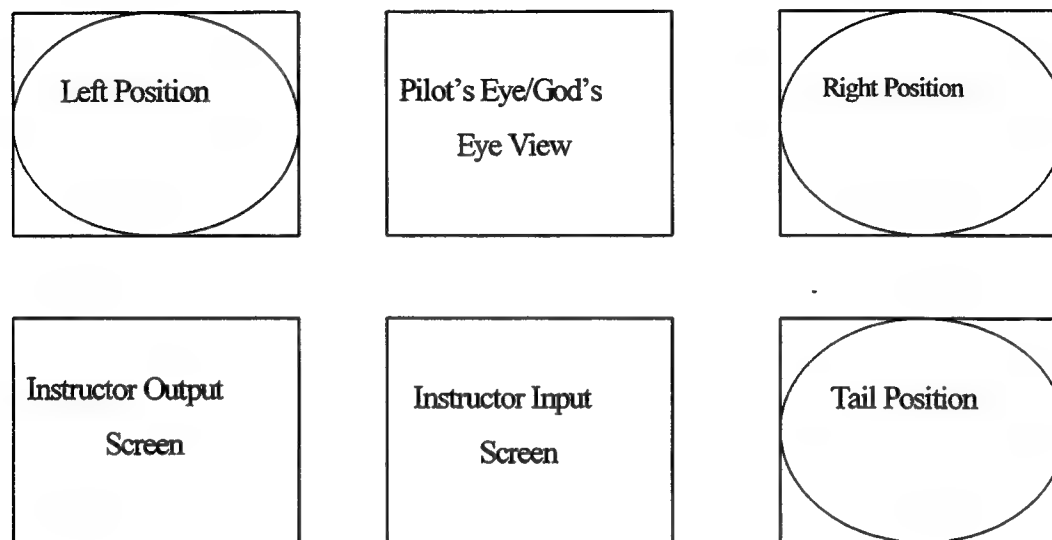 Left Position
Pilot's Eye/God's
Eye View
Right Position
Instructor Output
Screen
Instructor Input
Screen
Tail Position